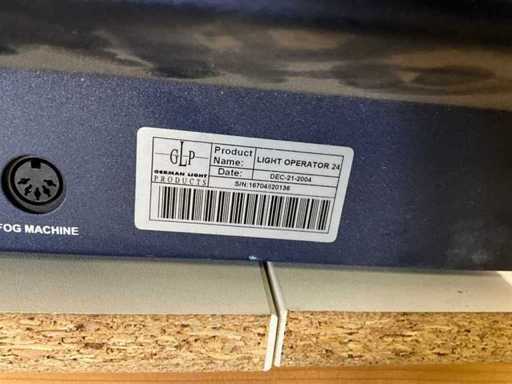 GLP
GERMAN LIGHT
PRODUCTS
Product
Name:
LIGHT OPERATOR 24
Date:
DEC-21-2004
S/N:16704520136
FOG MACHINE